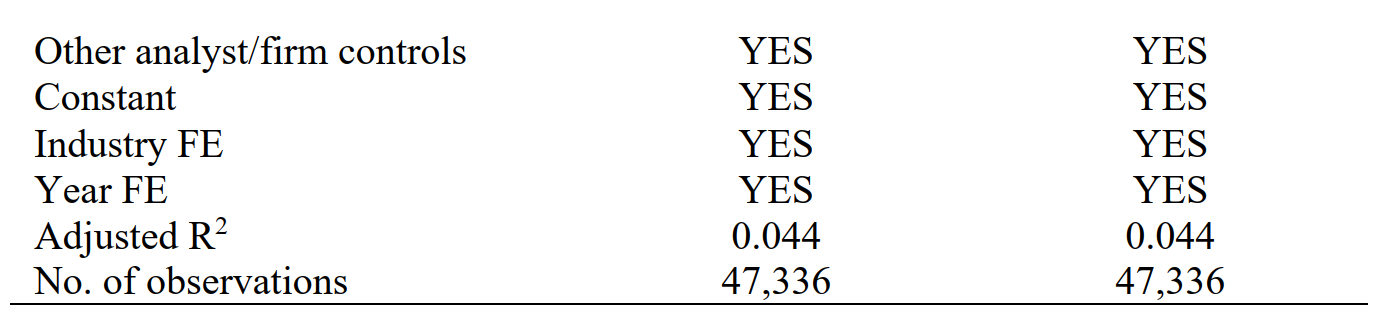 Other analyst/firm controls YES YES
Constant YES YES
Industry FE YES YES
Year FE YES YES
Adjusted R² 0.044 0.044
No. of observations 47,336 47,336